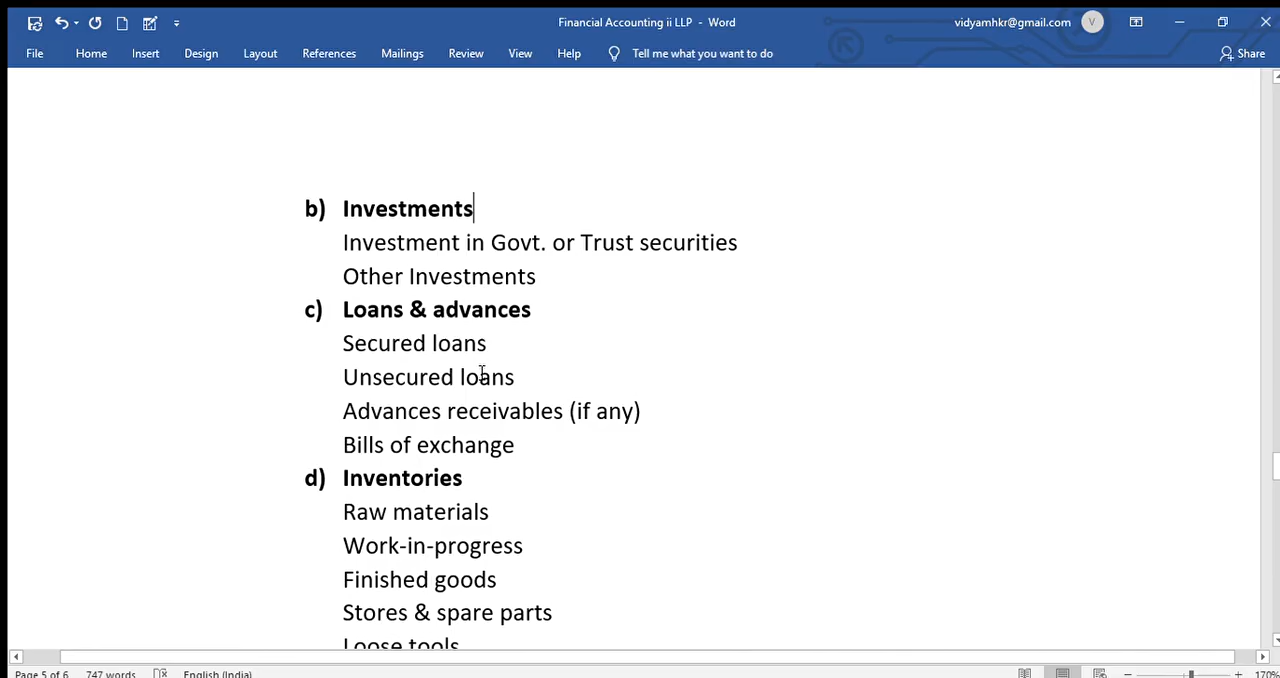 Financial Accounting ii LLP - Word
vidyamhkr@gmail.com V
File Home Insert Design Layout References Mailings Review View Help Tell me what you want to do Share
b) Investments
Investment in Govt. or Trust securities
Other Investments
c) Loans & advances
Secured loans
Unsecured loans
Advances receivables (if any)
Bills of exchange
d) Inventories
Raw materials
Work-in-progress
Finished goods
Stores & spare parts
Loose tools
Page 5 of 6 747 words English (India) 170%